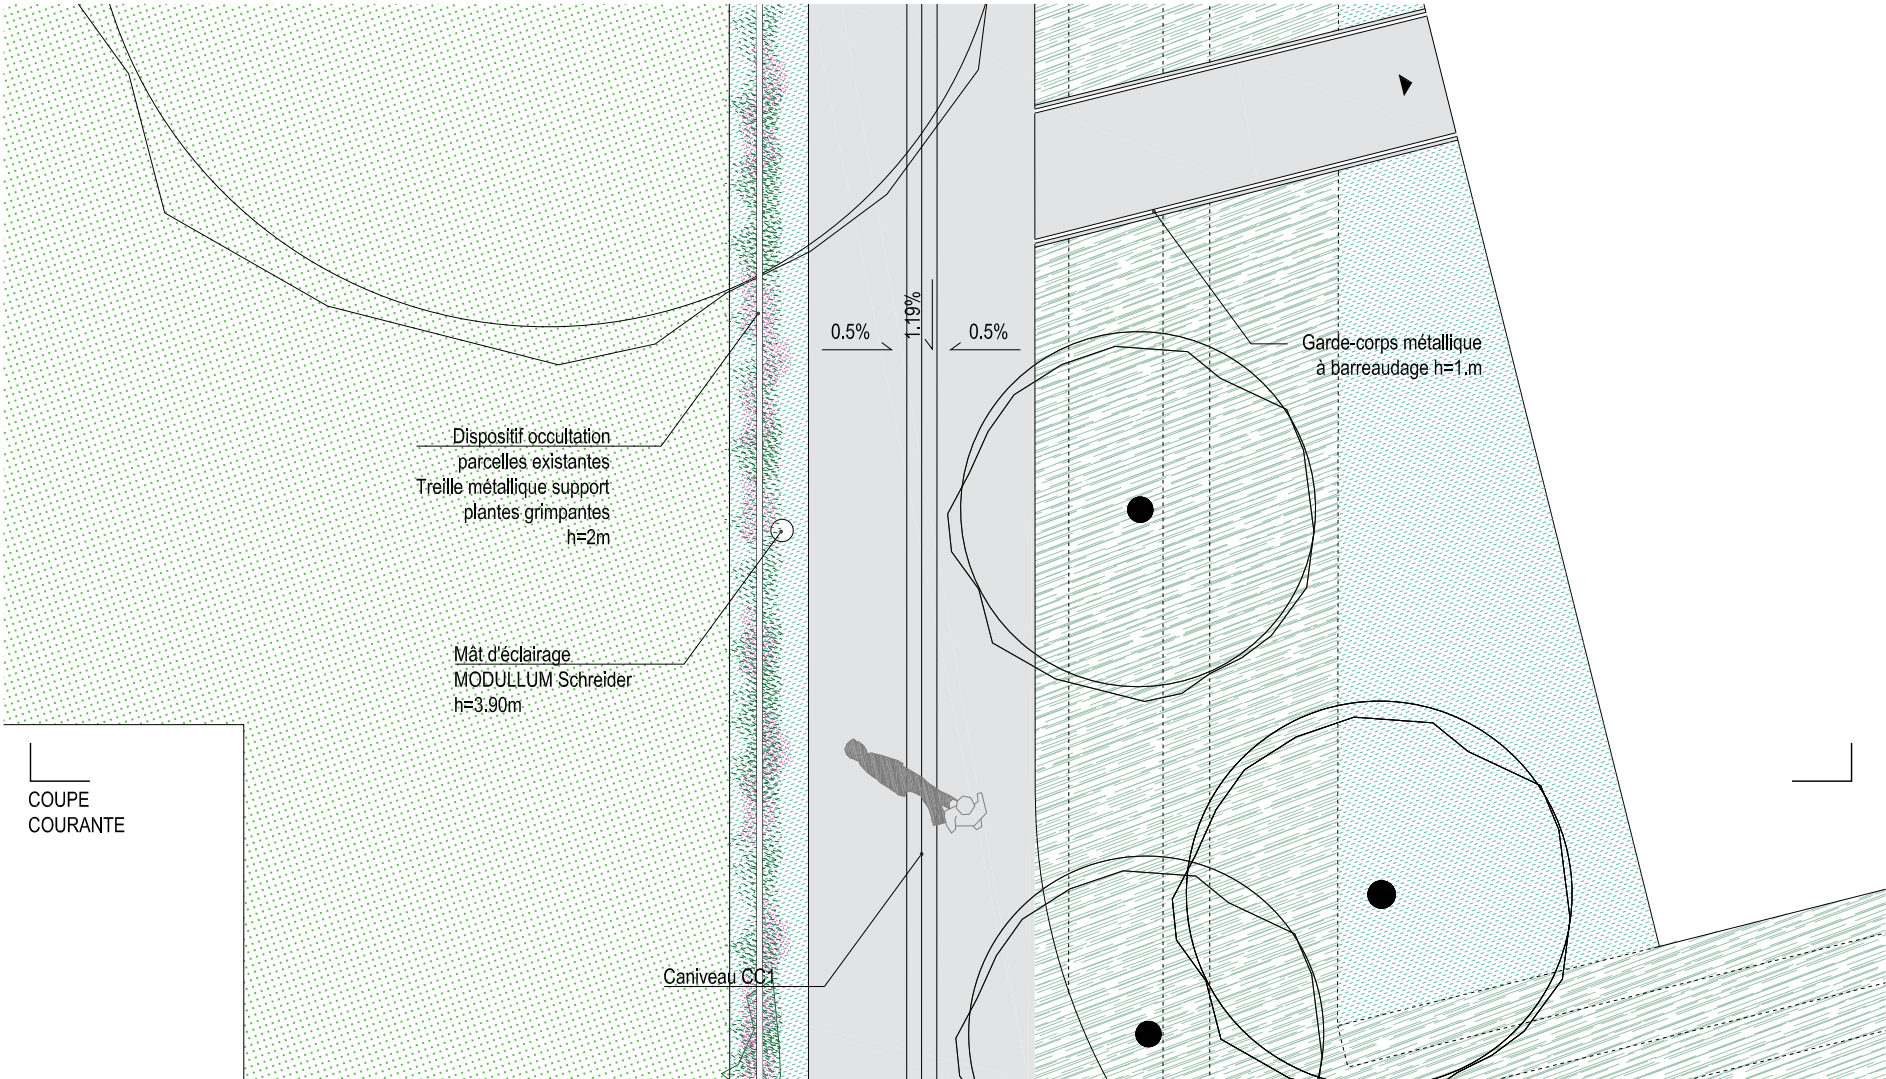 0.5%
1.19%
0.5%
Garde-corps métallique
à barreaudage h=1.m
Dispositif occultation
parcelles existantes
Treille métallique support
plantes grimpantes
h=2m
Mât d'éclairage
MODULLUM Schreider
h=3.90m
COUPE
COURANTE
Caniveau CC1